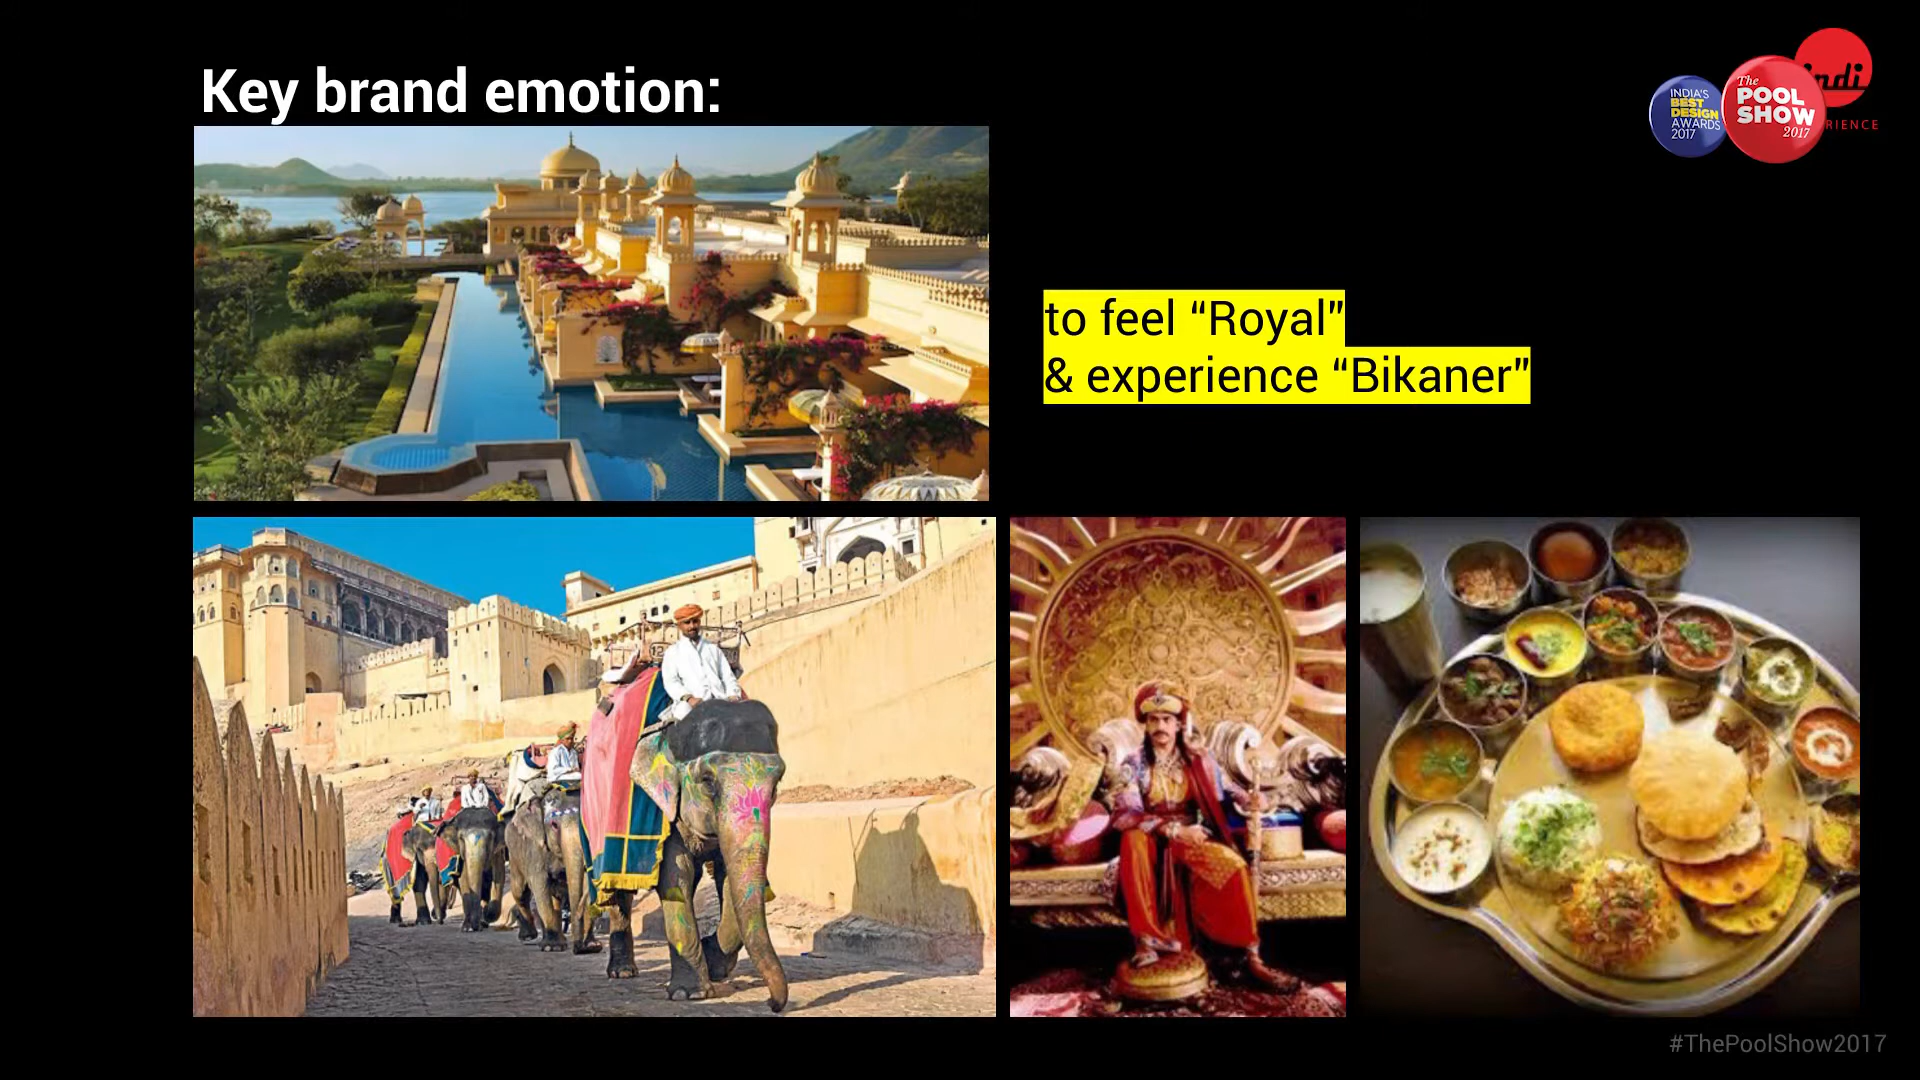 Key brand emotion:
INDIA'S
BEST
DESIGN
AWARDS
2017
The
POOL
SHOW
2017
indi
RIENCE
to feel “Royal”
& experience “Bikaner”
#ThePoolShow2017